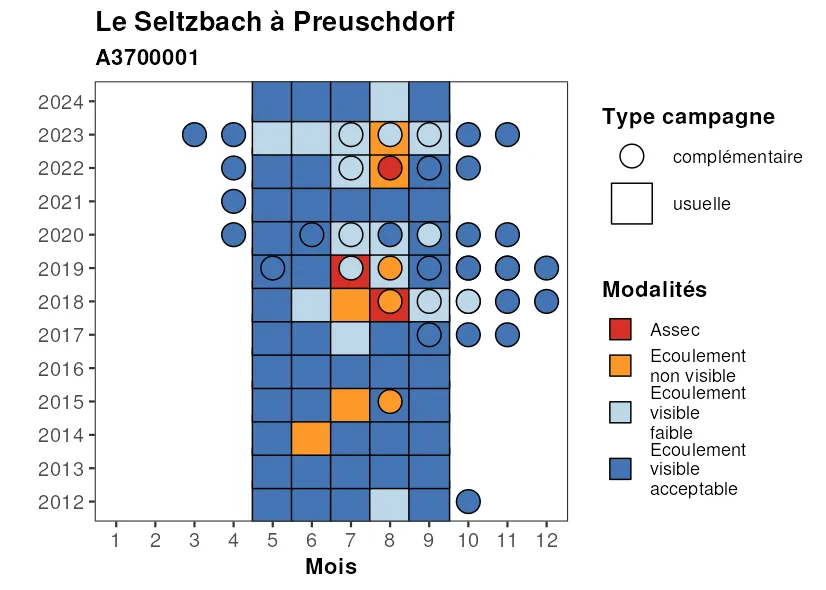 Le Seltzbach à Preuschdorf
A3700001
2024
2023
2022
2021
2020
2019
2018
2017
2016
2015
2014
2013
2012
1 2 3 4 5 6 7 8 9 10 11 12
Mois
Type campagne
complémentaire
usuelle
Modalités
Assec
Ecoulement
non visible
Ecoulement
visible
faible
Ecoulement
visible
acceptable